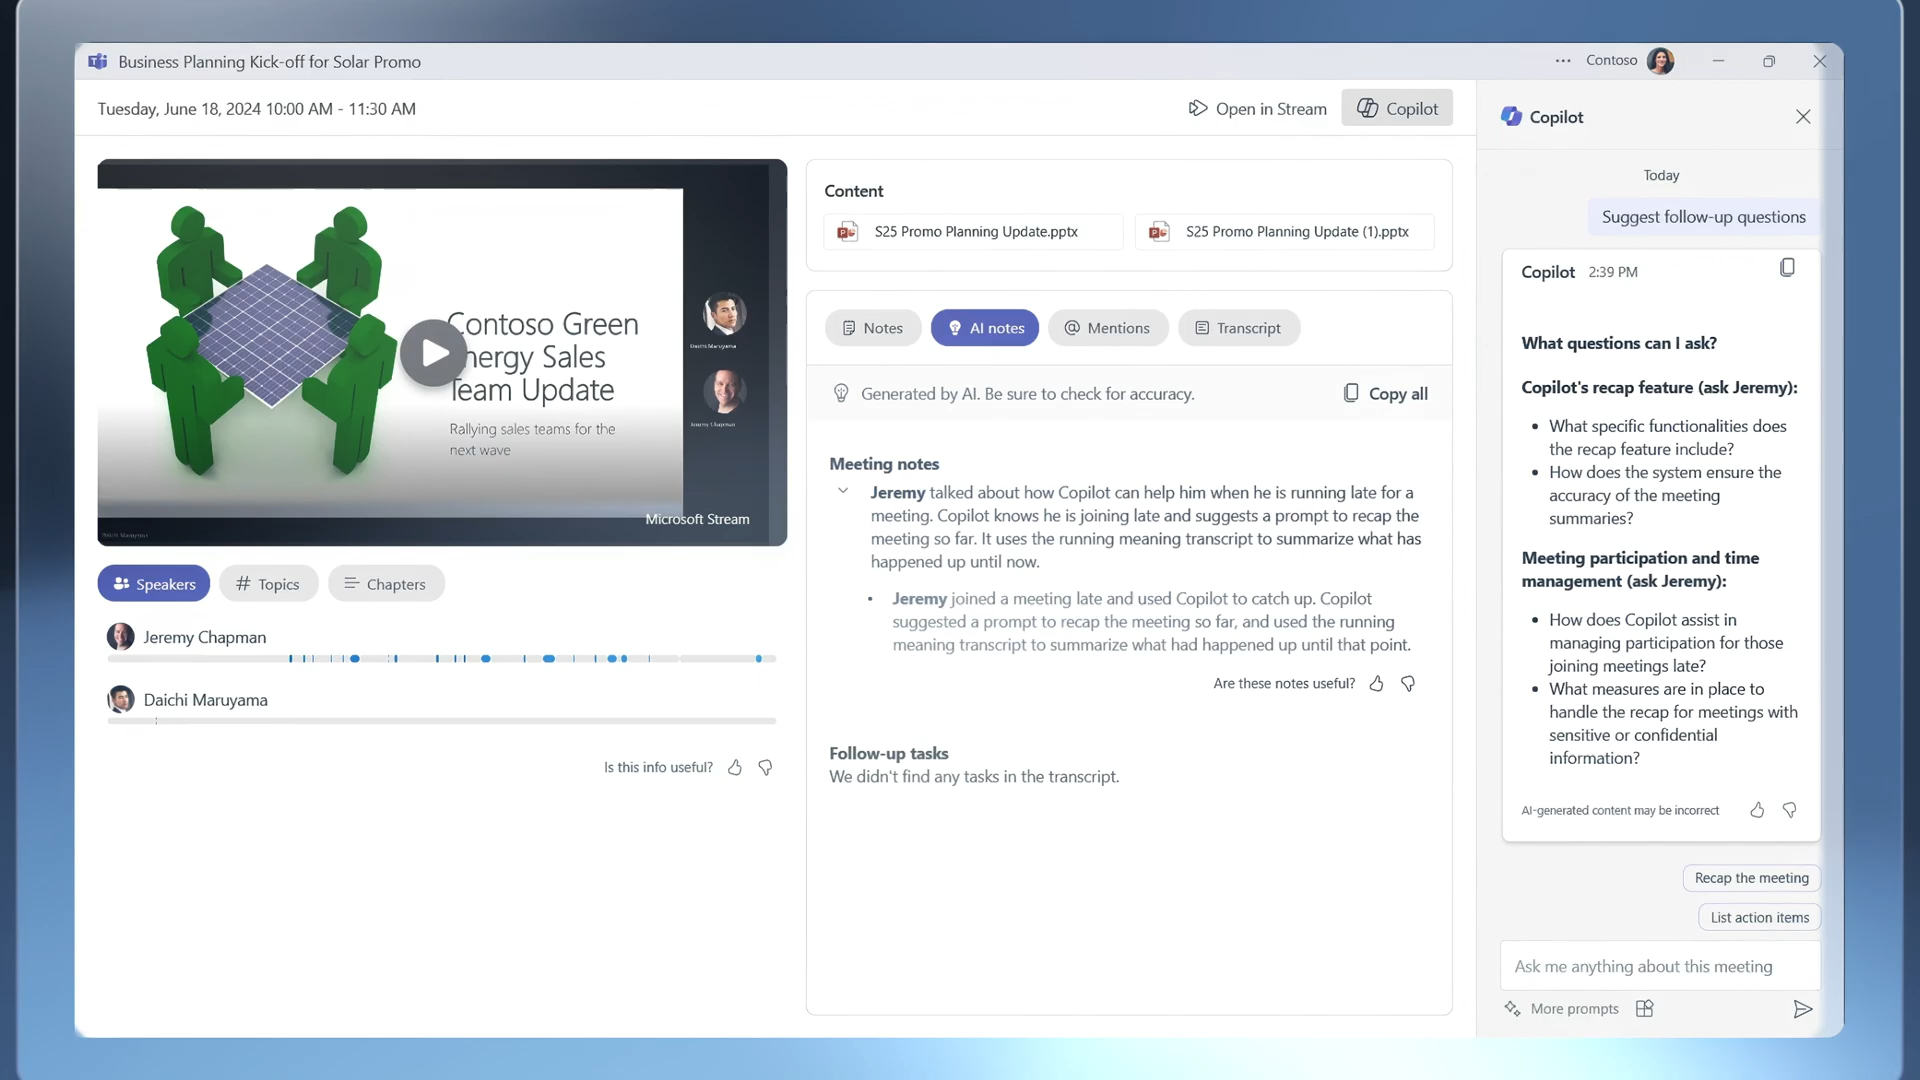 Business Planning Kick-off for Solar Promo
Contoso
Tuesday, June 18, 2024 10:00 AM - 11:30 AM
Open in Stream
Copilot
Contoso Green
Energy Sales
Team Update
Rallying sales teams for the
next wave
Daichi Maruyama
Jeremy Chapman
Microsoft Stream
Daichi Maruyama
Speakers
Topics
Chapters
Jeremy Chapman
Daichi Maruyama
Is this info useful?
Content
S25 Promo Planning Update.pptx
S25 Promo Planning Update (1).pptx
Notes
AI notes
Mentions
Transcript
Generated by AI. Be sure to check for accuracy.
Copy all
Meeting notes
Jeremy talked about how Copilot can help him when he is running late for a
meeting. Copilot knows he is joining late and suggests a prompt to recap the
meeting so far. It uses the running meaning transcript to summarize what has
happened up until now.
Jeremy joined a meeting late and used Copilot to catch up. Copilot
suggested a prompt to recap the meeting so far, and used the running
meaning transcript to summarize what had happened up until that point.
Are these notes useful?
Follow-up tasks
We didn't find any tasks in the transcript.
Copilot
Today
Suggest follow-up questions
Copilot 2:39 PM
What questions can I ask?
Copilot's recap feature (ask Jeremy):
What specific functionalities does
the recap feature include?
How does the system ensure the
accuracy of the meeting
summaries?
Meeting participation and time
management (ask Jeremy):
How does Copilot assist in
managing participation for those
joining meetings late?
What measures are in place to
handle the recap for meetings with
sensitive or confidential
information?
AI-generated content may be incorrect
Recap the meeting
List action items
Ask me anything about this meeting
More prompts